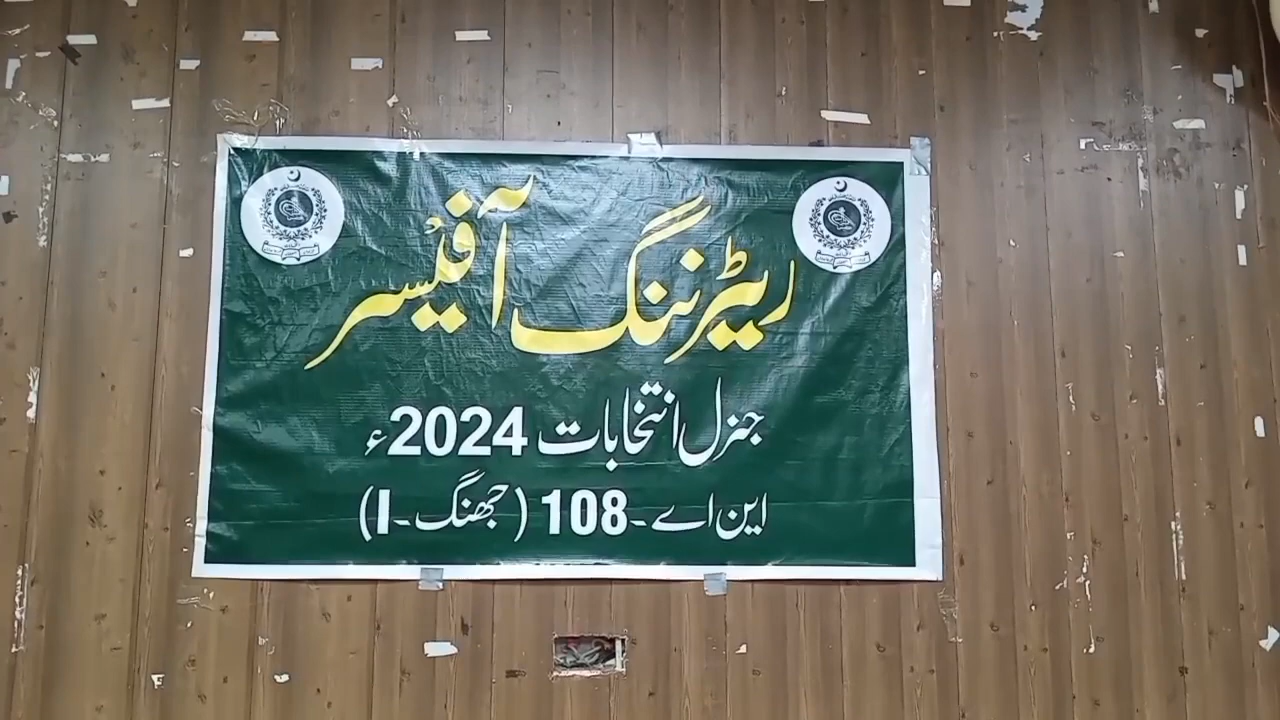 ریٹرننگ آفیسر
جنرل انتخابات 2024ء
این اے-108 (جھنگ-I)